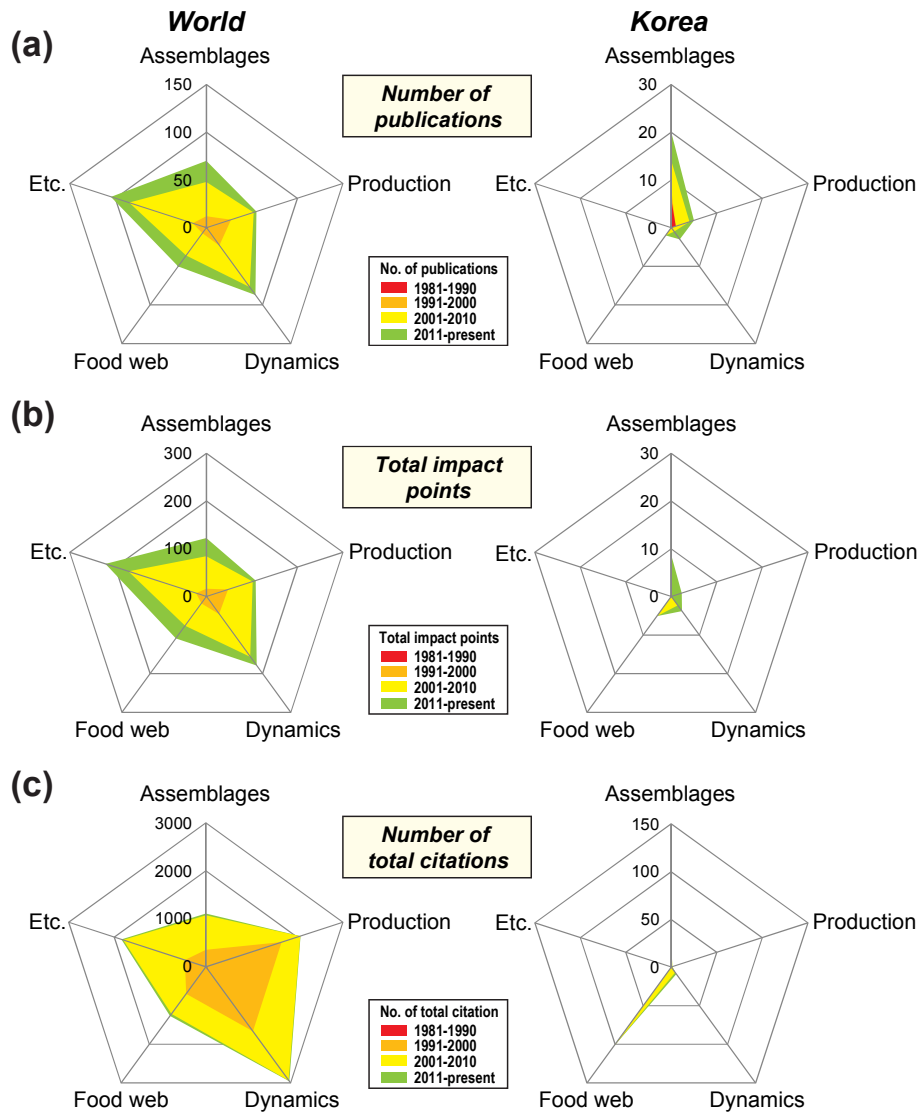 World
Korea
(a)
Assemblages
Assemblages
150
100
50
0
Number of
publications
30
20
10
0
Etc.
Production
Etc.
Production
No. of publications
1981-1990
1991-2000
2001-2010
2011-present
Food web
Dynamics
Food web
Dynamics
(b)
Assemblages
Assemblages
300
200
100
0
Total impact
points
30
20
10
0
Etc.
Production
Etc.
Production
Total impact points
1981-1990
1991-2000
2001-2010
2011-present
Food web
Dynamics
Food web
Dynamics
(c)
Assemblages
Assemblages
3000
2000
1000
0
Number of
total citations
150
100
50
0
Etc.
Production
Etc.
Production
No. of total citation
1981-1990
1991-2000
2001-2010
2011-present
Food web
Dynamics
Food web
Dynamics